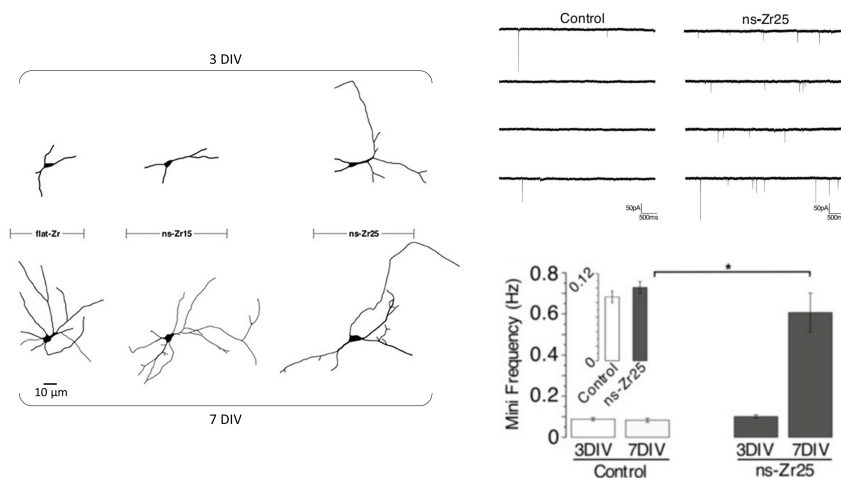 3 DIV
flat-Zr
ns-Zr15
ns-Zr25
10 µm
7 DIV
Control
ns-Zr25
50pA
500ms
50pA
500ms
Mini Frequency (Hz)
0.8
0.6
0.4
0.2
0
0.12
0
Control
ns-Zr25
*
3DIV
7DIV
3DIV
7DIV
Control
ns-Zr25